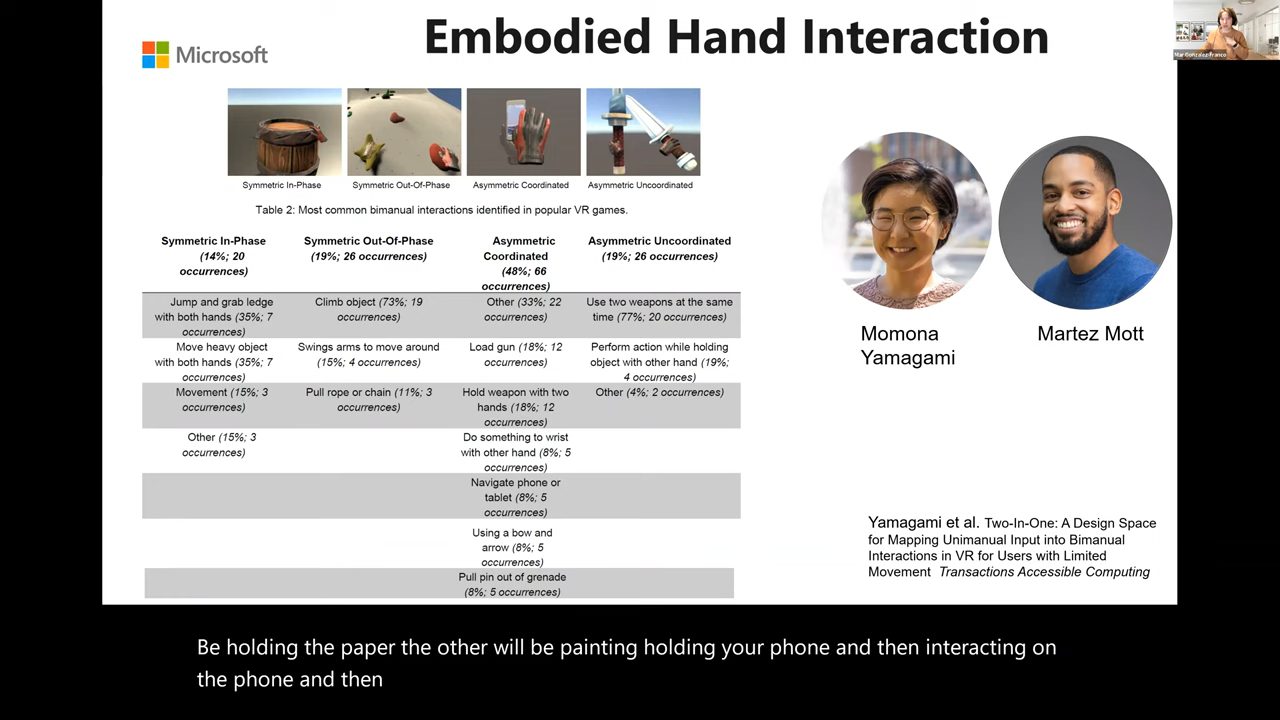 Embodied Hand Interaction
Microsoft
Mar Gonzalez Franco
Symmetric In-Phase
Symmetric Out-Of-Phase
Asymmetric Coordinated
Asymmetric Uncoordinated
Table 2: Most common bimanual interactions identified in popular VR games.
Symmetric In-Phase
(14%; 20
occurrences)
Symmetric Out-Of-Phase
(19%; 26 occurrences)
Asymmetric
Coordinated
(48%; 66
occurrences)
Asymmetric Uncoordinated
(19%; 26 occurrences)
Jump and grab ledge
with both hands (35%; 7
occurrences)
Climb object (73%; 19
occurrences)
Other (33%; 22
occurrences)
Use two weapons at the same
time (77%; 20 occurrences)
Move heavy object
with both hands (35%; 7
occurrences)
Swings arms to move around
(15%; 4 occurrences)
Load gun (18%; 12
occurrences)
Perform action while holding
object with other hand (19%;
4 occurrences)
Movement (15%; 3
occurrences)
Pull rope or chain (11%; 3
occurrences)
Hold weapon with two
hands (18%; 12
occurrences)
Other (4%; 2 occurrences)
Other (15%; 3
occurrences)
Do something to wrist
with other hand (8%; 5
occurrences)
Navigate phone or
tablet (8%; 5
occurrences)
Using a bow and
arrow (8%; 5
occurrences)
Pull pin out of grenade
(8%; 5 occurrences)
Momona
Yamagami
Martez Mott
Yamagami et al. Two-In-One: A Design Space
for Mapping Unimanual Input into Bimanual
Interactions in VR for Users with Limited
Movement Transactions Accessible Computing
Be holding the paper the other will be painting holding your phone and then interacting on
the phone and then